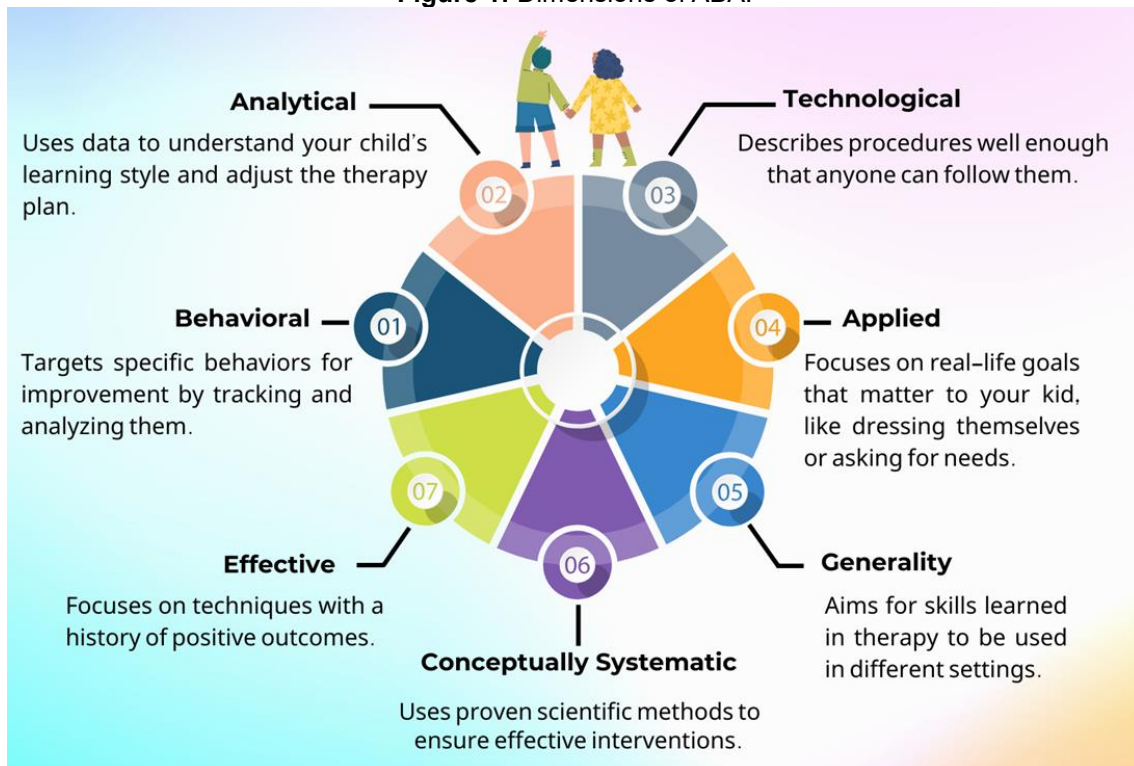 Analytical
Uses data to understand your child's
learning style and adjust the therapy
plan.
02
Technological
Describes procedures well enough
that anyone can follow them.
03
Behavioral
01
Targets specific behaviors for
improvement by tracking and
analyzing them.
04
Applied
Focuses on real-life goals
that matter to your kid,
like dressing themselves
or asking for needs.
07
Effective
Focuses on techniques with a
history of positive outcomes.
05
Generality
Aims for skills learned
in therapy to be used
in different settings.
06
Conceptually Systematic
Uses proven scientific methods to
ensure effective interventions.